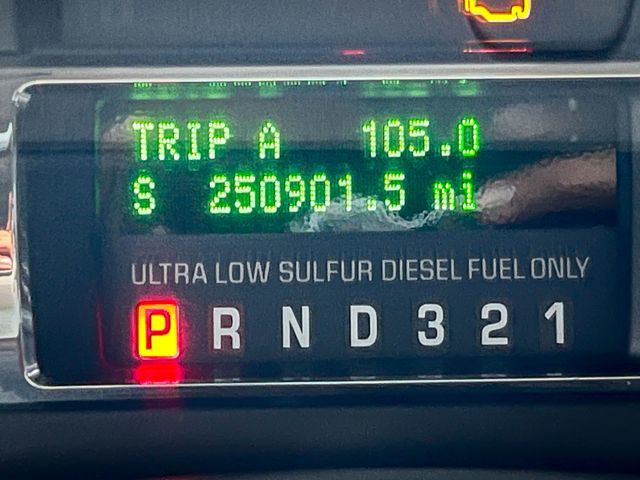 TRIP A 105.0
S 250901.5 mi
ULTRA LOW SULFUR DIESEL FUEL ONLY
P R N D 3 2 1